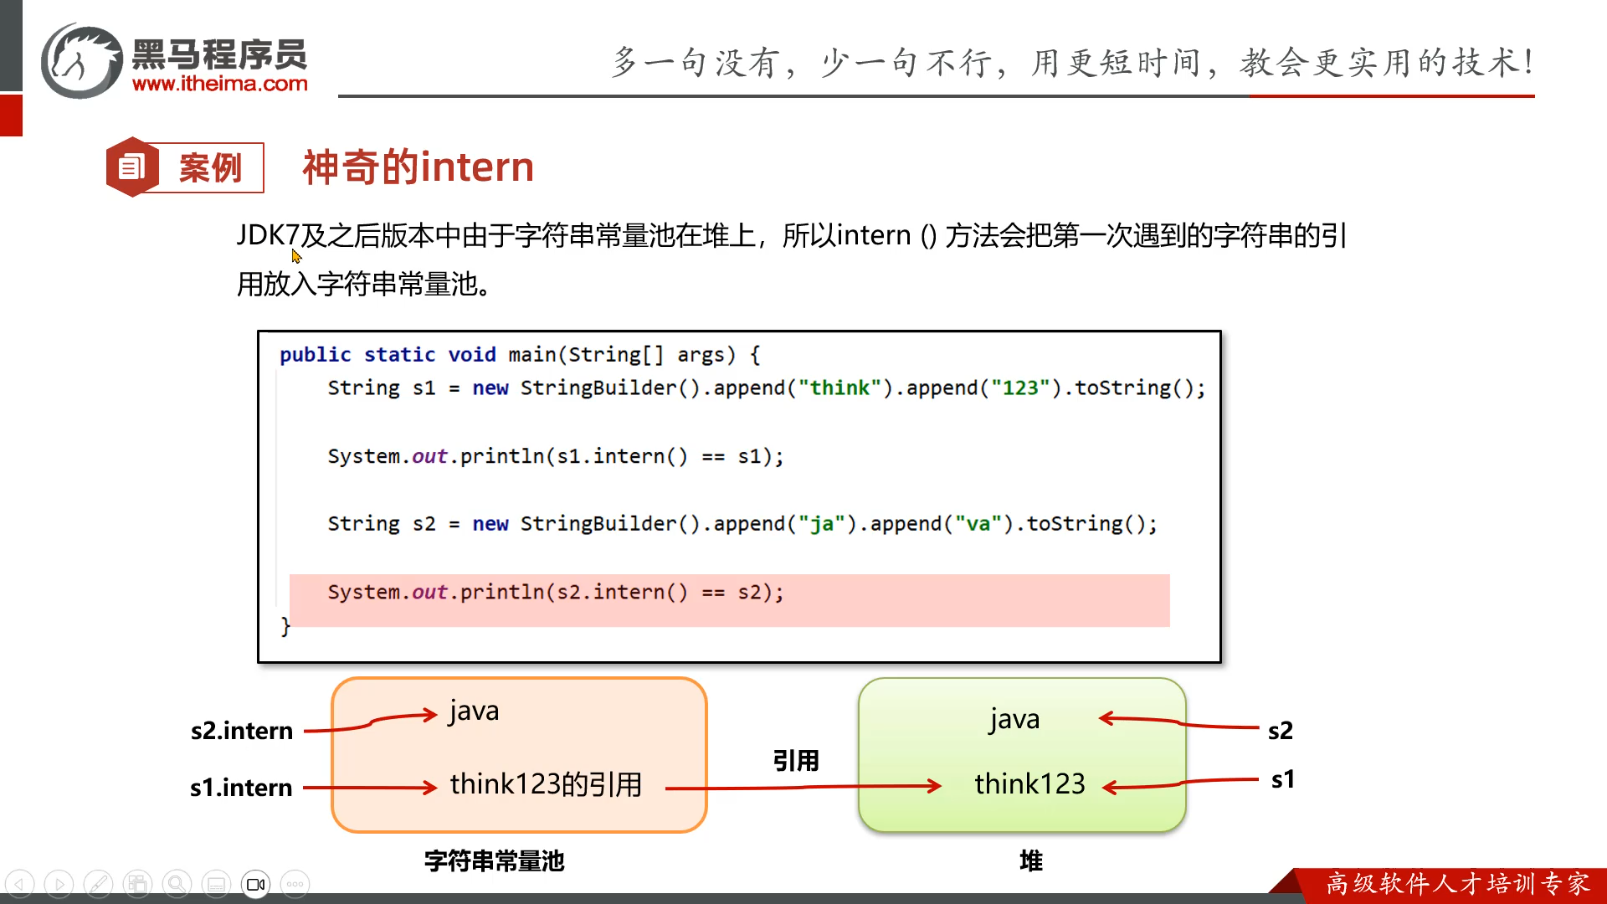 黑马程序员
www.itheima.com
多一句没有，少一句不行，用更短时间，教会更实用的技术！
案例
神奇的intern
JDK7及之后版本中由于字符串常量池在堆上，所以intern () 方法会把第一次遇到的字符串的引
用放入字符串常量池。
public static void main(String[] args) {
String s1 = new StringBuilder().append("think").append("123").toString();
System.out.println(s1.intern() == s1);
String s2 = new StringBuilder().append("ja").append("va").toString();
System.out.println(s2.intern() == s2);
}
s2.intern
java
java
s2
s1.intern
think123的引用
引用
think123
s1
字符串常量池
堆
高级软件人才培训专家